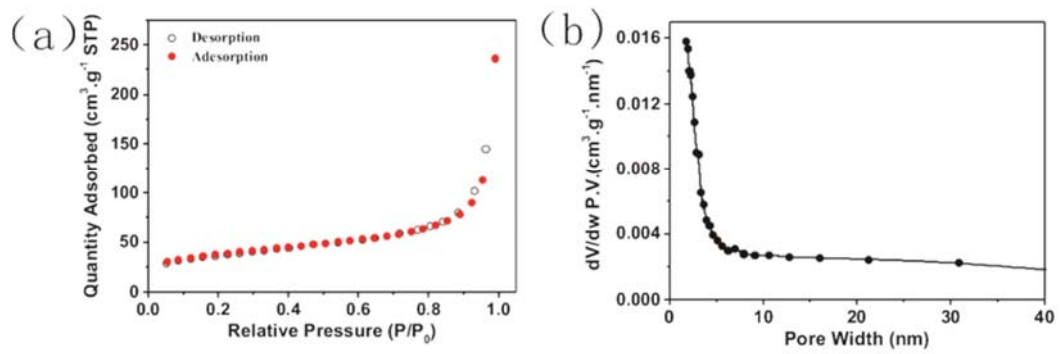 (a)
Quantity Adsorbed (cm³.g⁻¹ STP)
250
200
150
100
50
0
Desorption
Adesorption
0.0 0.2 0.4 0.6 0.8 1.0
Relative Pressure (P/P₀)
(b)
dV/dw P.V.(cm³.g⁻¹.nm⁻¹)
0.016
0.012
0.008
0.004
0.000
0 10 20 30 40
Pore Width (nm)